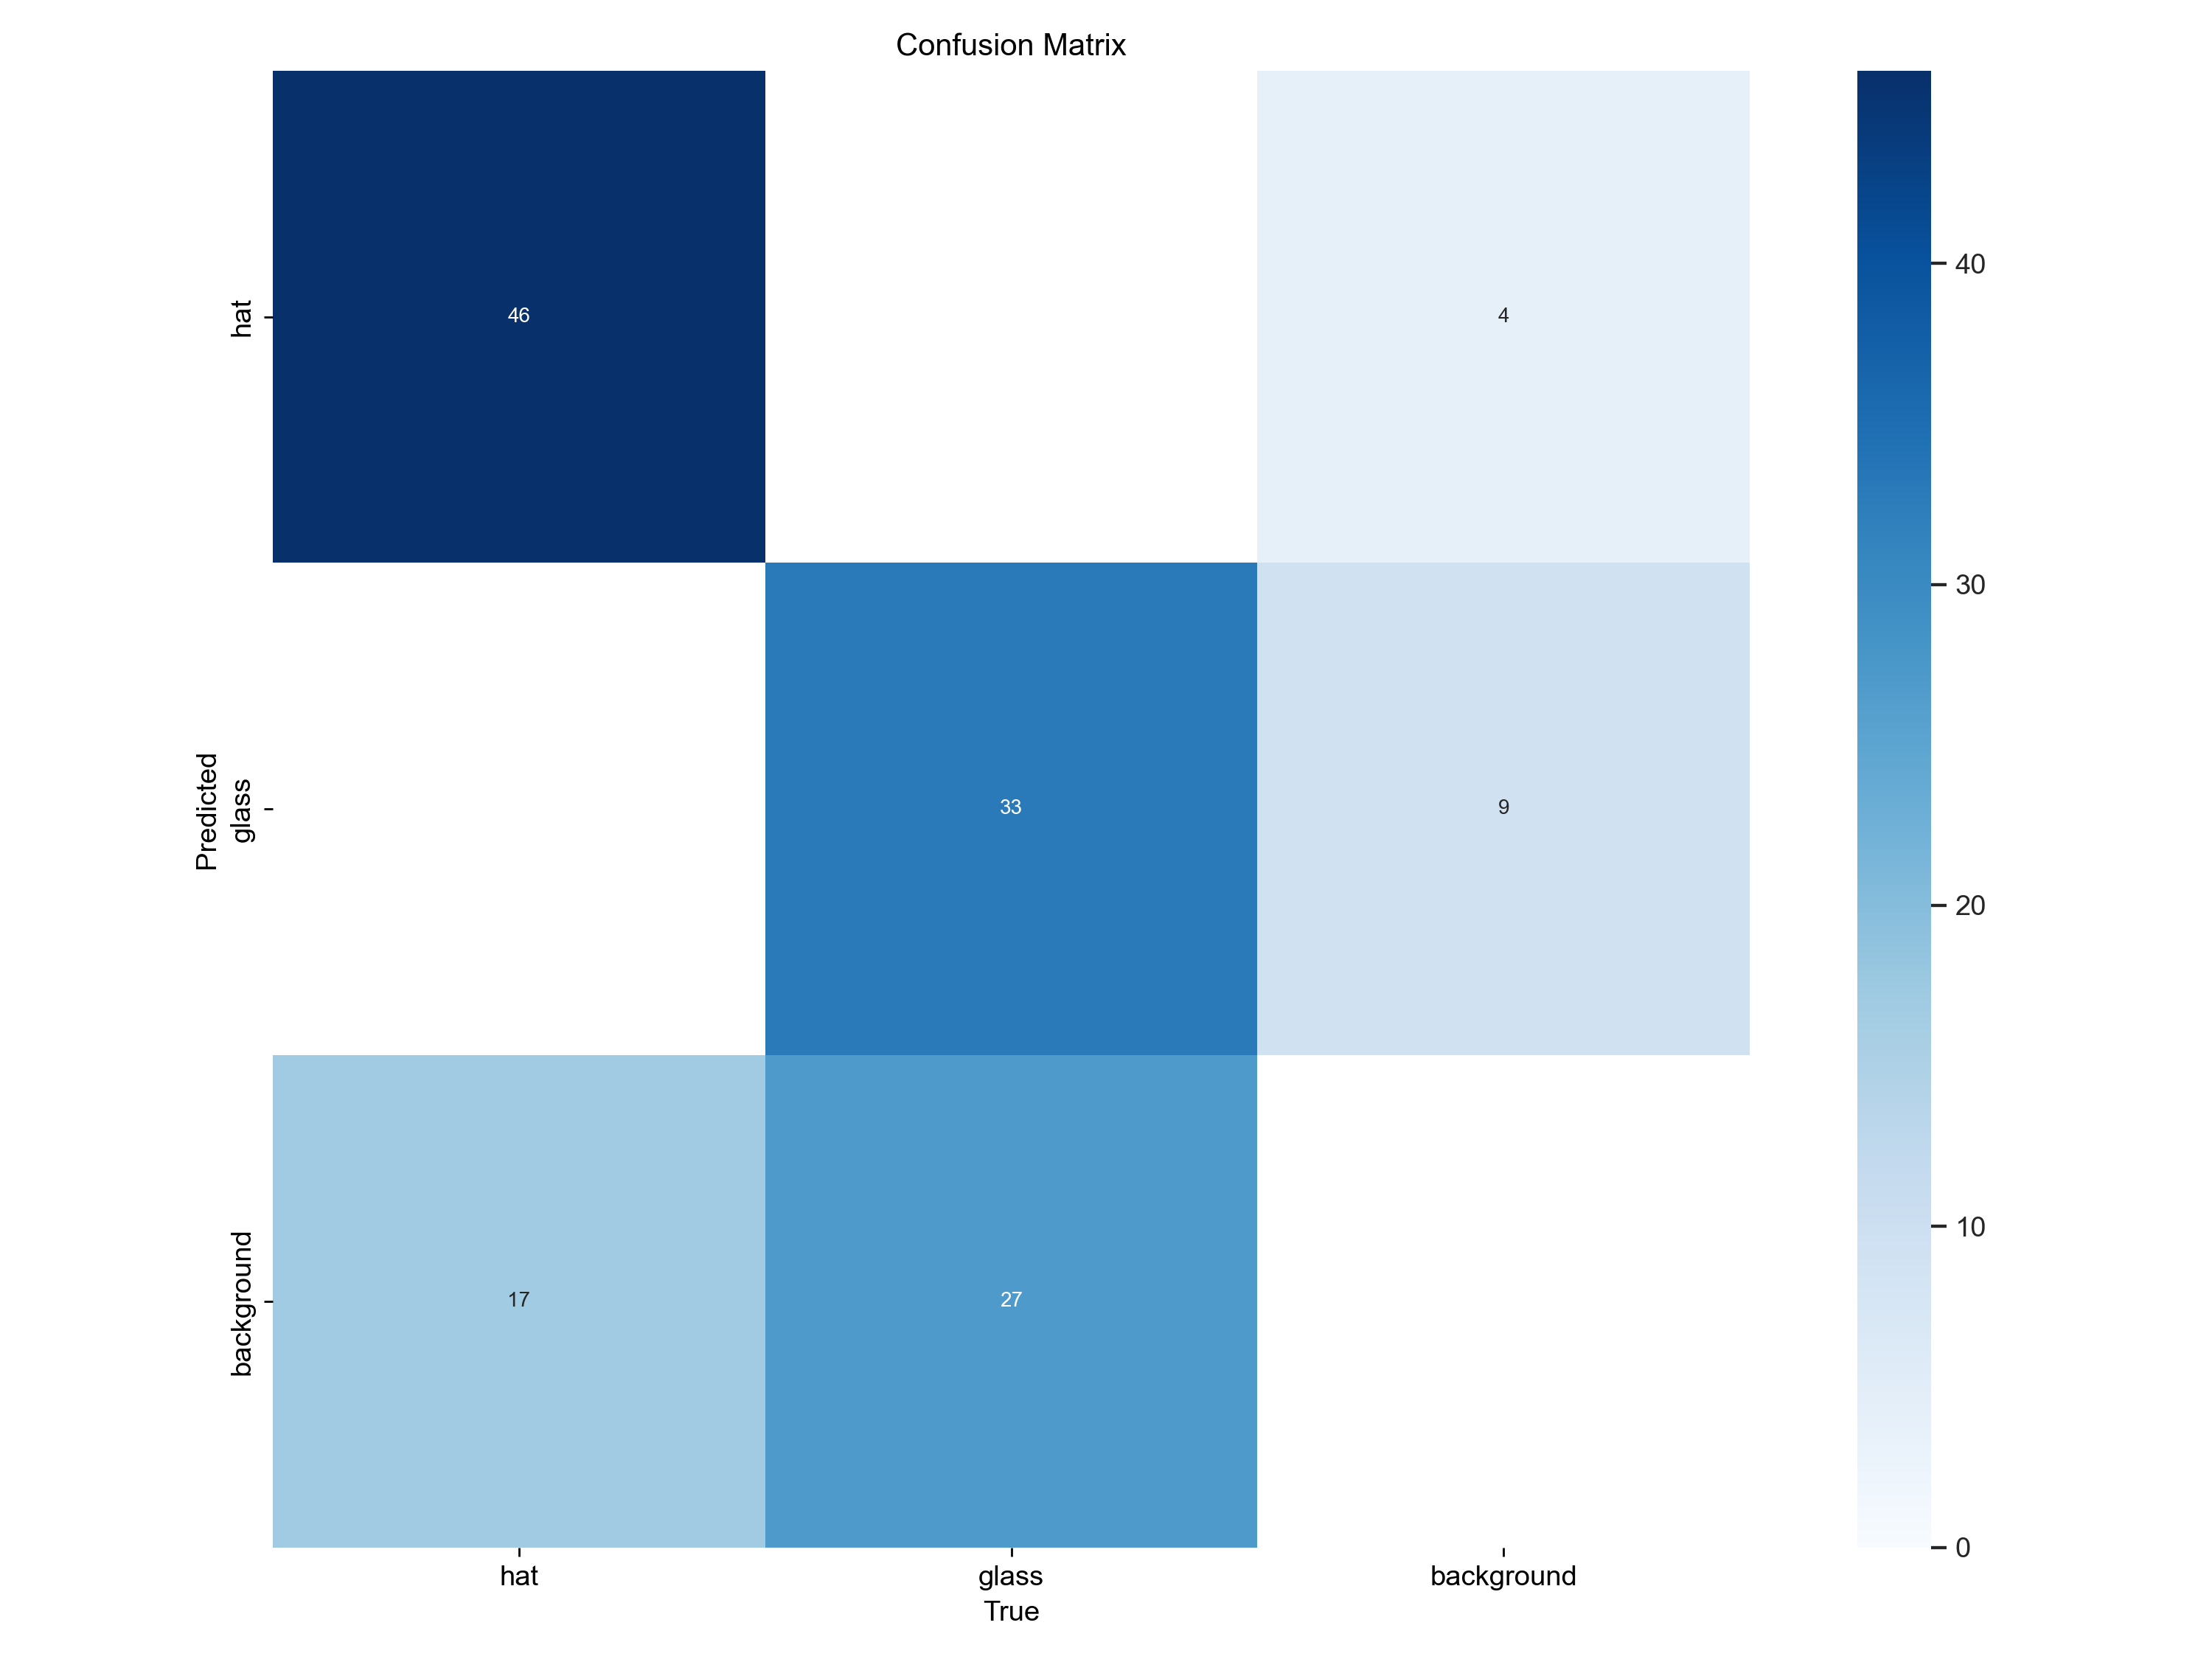 Confusion Matrix
hat
46
4
40
30
Predicted
glass
33
9
20
10
background
17
27
0
hat
glass
background
True